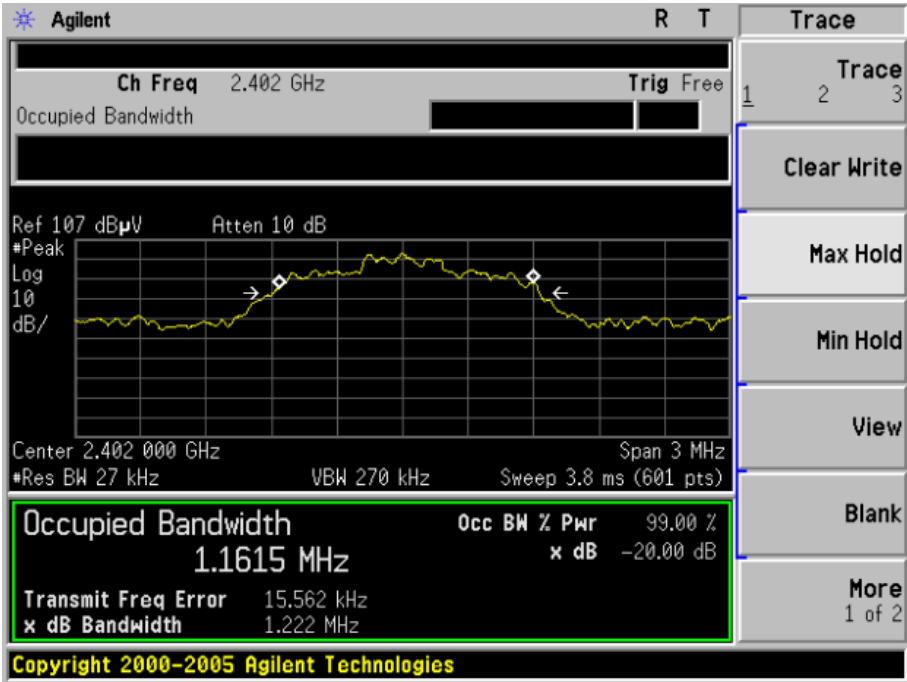 Agilent R T Trace
Ch Freq 2.402 GHz Trig Free
Occupied Bandwidth
Trace
1 2 3
Clear Write
Max Hold
Min Hold
View
Blank
More
1 of 2
Ref 107 dBµV Atten 10 dB
#Peak
Log
10
dB/
Center 2.402 000 GHz Span 3 MHz
#Res BW 27 kHz VBW 270 kHz Sweep 3.8 ms (601 pts)
Occupied Bandwidth Occ BW % Pwr 99.00 %
1.1615 MHz x dB -20.00 dB
Transmit Freq Error 15.562 kHz
x dB Bandwidth 1.222 MHz
Copyright 2000-2005 Agilent Technologies